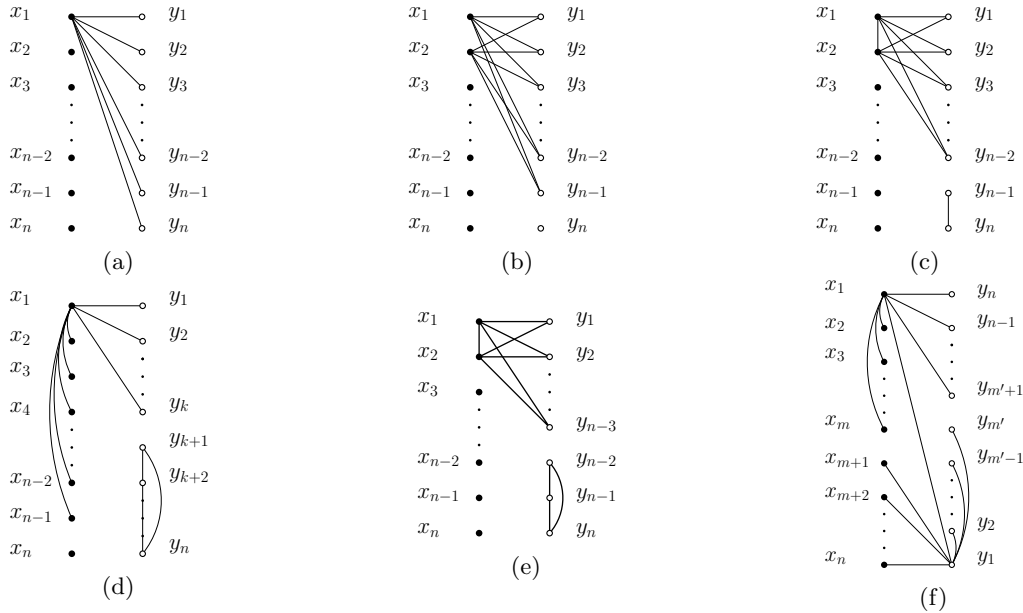 x₁ y₁ x₁ y₁ x₁ y₁
x₂ y₂ x₂ y₂ x₂ y₂
x₃ y₃ x₃ y₃ x₃ y₃
xₙ₋₂ yₙ₋₂ xₙ₋₂ yₙ₋₂ xₙ₋₂ yₙ₋₂
xₙ₋₁ yₙ₋₁ xₙ₋₁ yₙ₋₁ xₙ₋₁ yₙ₋₁
xₙ yₙ xₙ yₙ xₙ yₙ
(a) (b) (c)
x₁ y₁
x₂ y₂
x₃
x₄ yₖ
yₖ₊₁
xₙ₋₂ yₖ₊₂
xₙ₋₁
xₙ yₙ
(d)
x₁ y₁
x₂ y₂
x₃
yₙ₋₃
xₙ₋₂ yₙ₋₂
xₙ₋₁ yₙ₋₁
xₙ yₙ
(e)
x₁ yₙ
x₂ yₙ₋₁
x₃
yₘ′₊₁
xₘ yₘ′
xₘ₊₁ yₘ′₋₁
xₘ₊₂
y₂
xₙ y₁
(f)